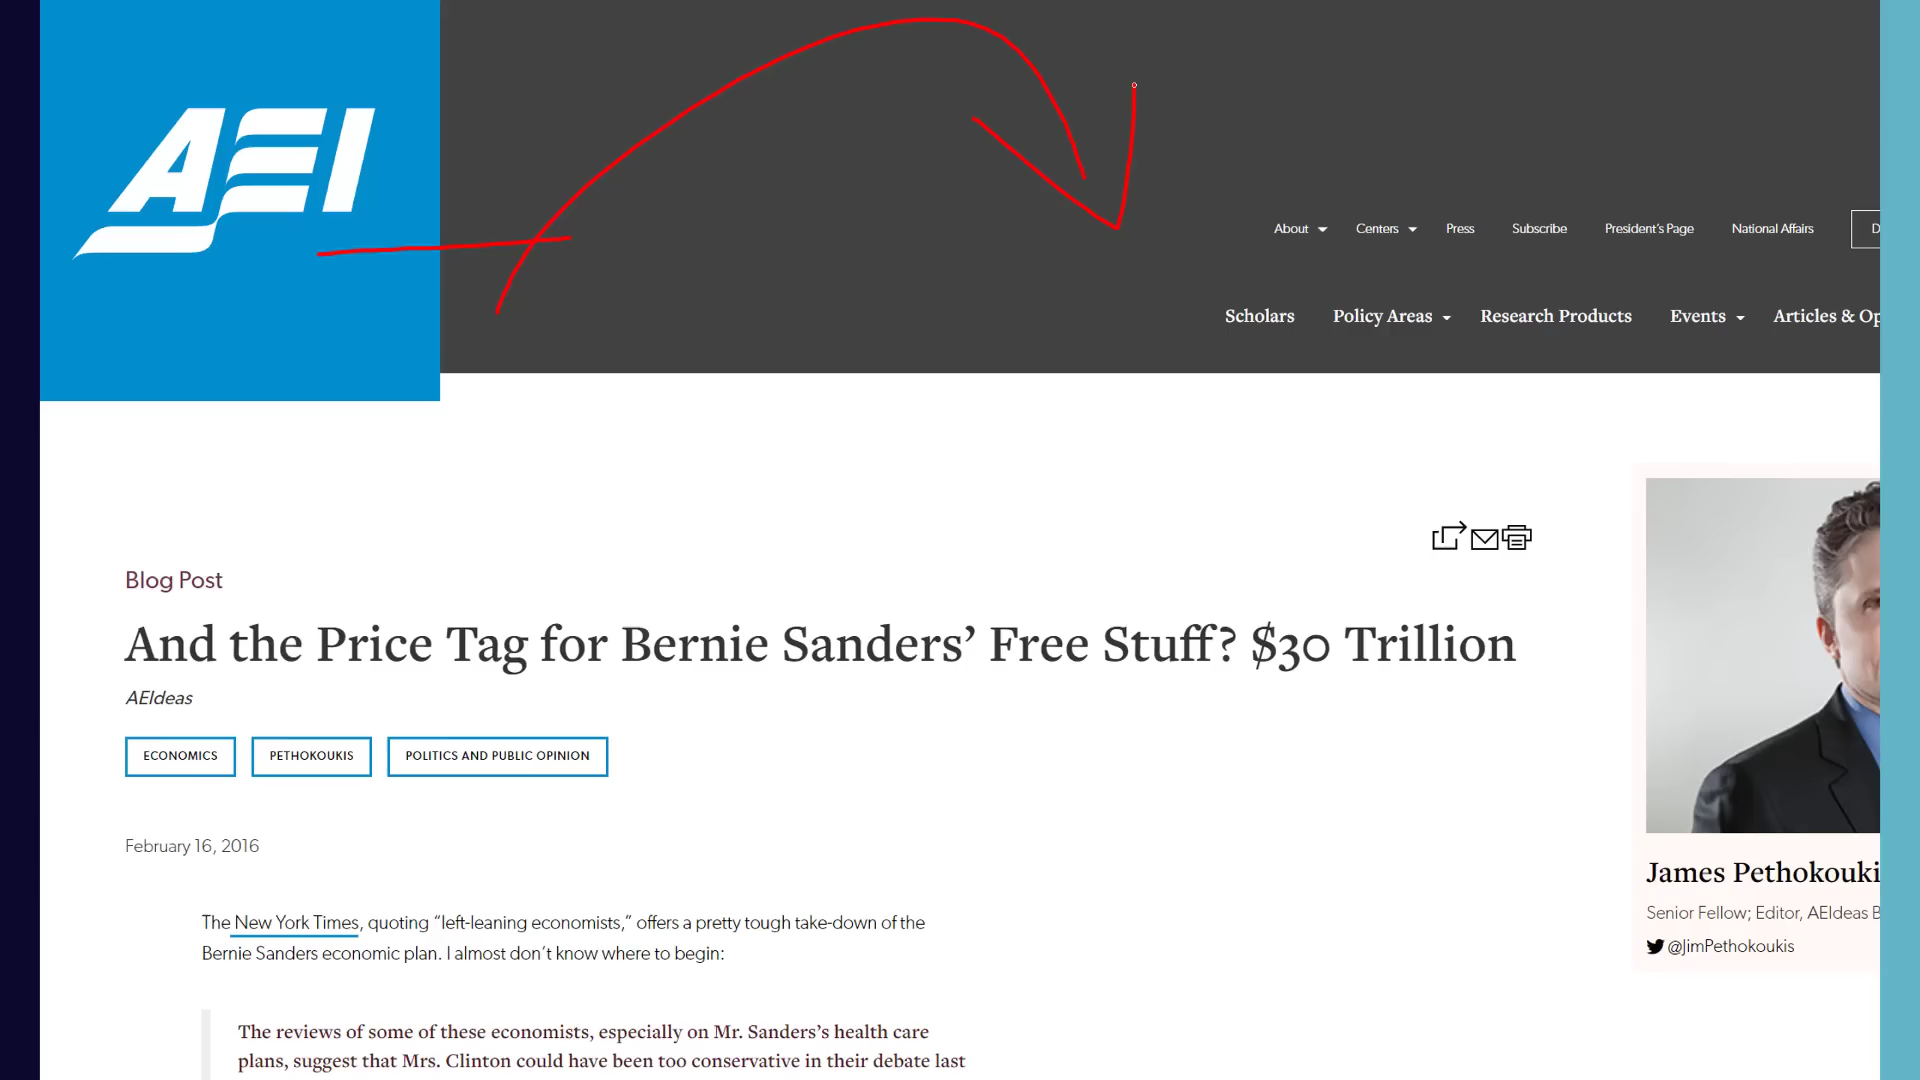 AEI
About
Centers
Press
Subscribe
President's Page
National Affairs
D
Scholars
Policy Areas
Research Products
Events
Articles & Op
Blog Post
And the Price Tag for Bernie Sanders’ Free Stuff? $30 Trillion
AEIdeas
ECONOMICS
PETHOKOUKIS
POLITICS AND PUBLIC OPINION
February 16, 2016
The New York Times, quoting “left-leaning economists,” offers a pretty tough take-down of the
Bernie Sanders economic plan. I almost don’t know where to begin:
The reviews of some of these economists, especially on Mr. Sanders’s health care
plans, suggest that Mrs. Clinton could have been too conservative in their debate last
James Pethokouki
Senior Fellow; Editor, AEIdeas B
@JimPethokoukis